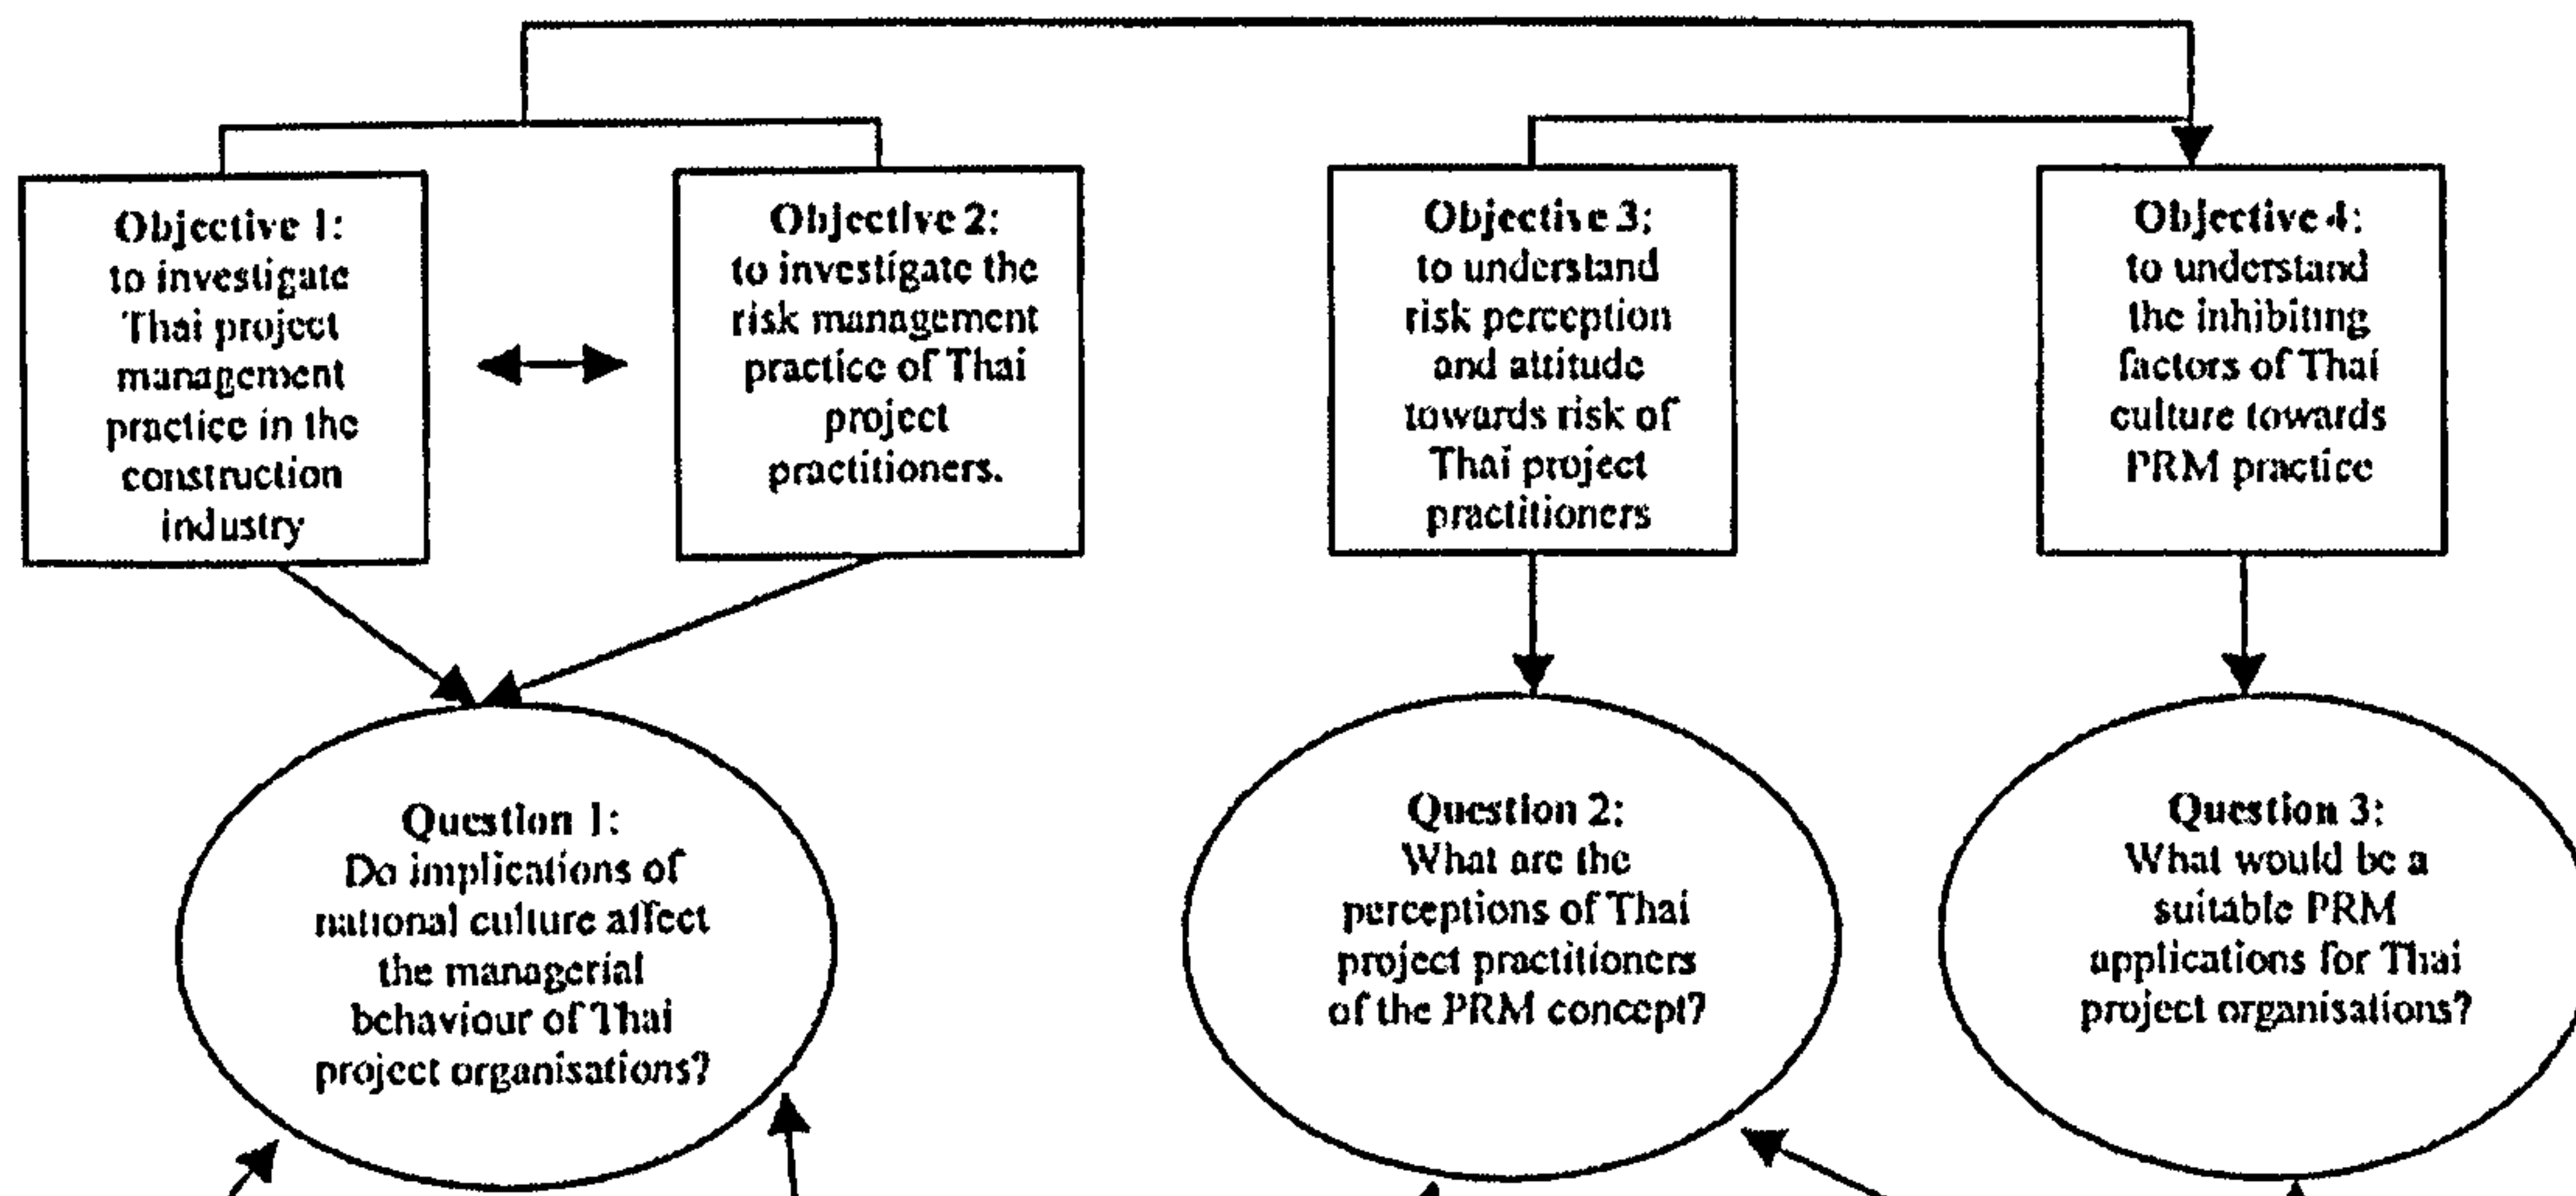 Objective 1:
to investigate
Thai project
management
practice in the
construction
industry
Objective 2:
to investigate the
risk management
practice of Thai
project
practitioners.
Objective 3:
to understand
risk perception
and attitude
towards risk of
Thai project
practitioners
Objective 4:
to understand
the inhibiting
factors of Thai
culture towards
PRM practice
Question 1:
Do implications of
national culture affect
the managerial
behaviour of Thai
project organisations?
Question 2:
What are the
perceptions of Thai
project practitioners
of the PRM concept?
Question 3:
What would be a
suitable PRM
applications for Thai
project organisations?